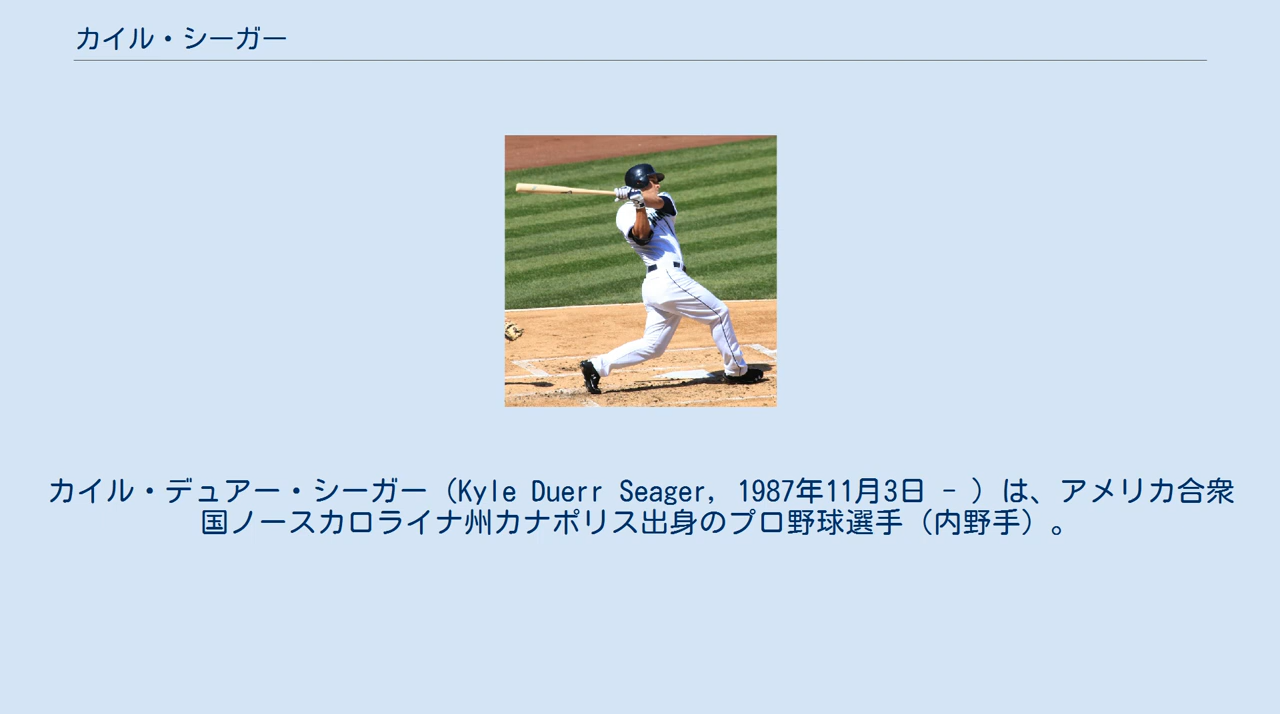 カイル・シーガー
カイル・デュアー・シーガー（Kyle Duerr Seager, 1987年11月3日 - ）は、アメリカ合衆
国ノースカロライナ州カナポリス出身のプロ野球選手（内野手）。